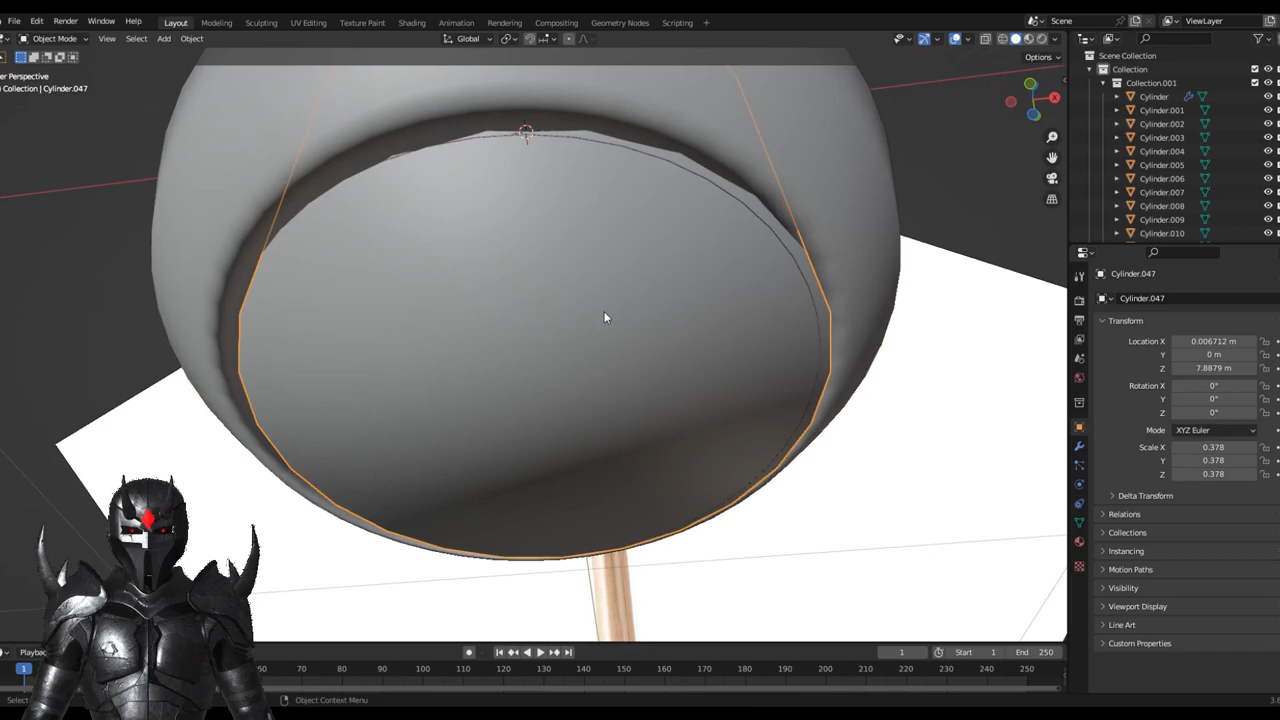 File Edit Render Window Help Layout Modeling Sculpting UV Editing Texture Paint Shading Animation Rendering Compositing Geometry Nodes Scripting + Scene ViewLayer
Object Mode View Select Add Object Global
Options
er Perspective
Collection | Cylinder.047
X
Scene Collection
Collection
Collection.001
Cylinder
Cylinder.001
Cylinder.002
Cylinder.003
Cylinder.004
Cylinder.005
Cylinder.006
Cylinder.007
Cylinder.008
Cylinder.009
Cylinder.010
Cylinder.047
Cylinder.047
Transform
Location X 0.006712 m
Y 0 m
Z 7.8879 m
Rotation X 0°
Y 0°
Z 0°
Mode XYZ Euler
Scale X 0.378
Y 0.378
Z 0.378
Delta Transform
Relations
Collections
Instancing
Motion Paths
Visibility
Viewport Display
Line Art
Custom Properties
Playback 1 Start 1 End 250
1 60 70 80 90 100 110 120 130 140 150 160 170 180 190 200 210 220 230 240 250
Select Object Context Menu